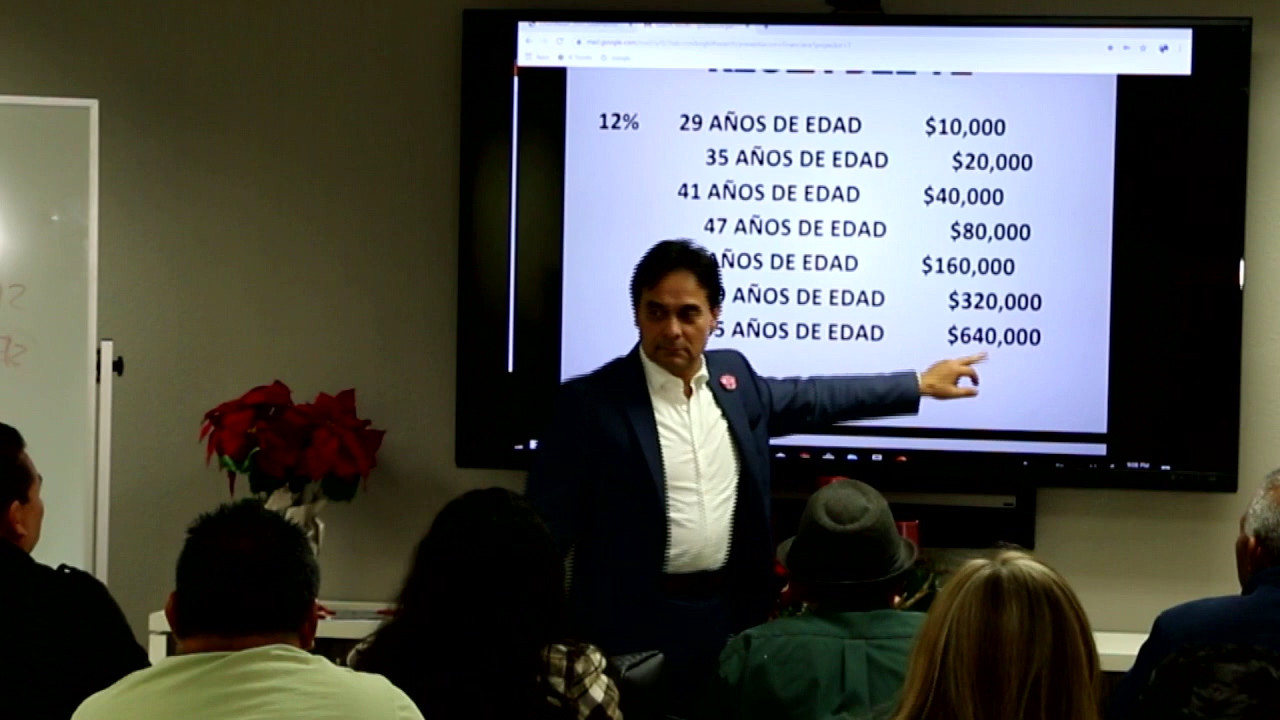 12% 29 AÑOS DE EDAD $10,000
35 AÑOS DE EDAD $20,000
41 AÑOS DE EDAD $40,000
47 AÑOS DE EDAD $80,000
AÑOS DE EDAD $160,000
9 AÑOS DE EDAD $320,000
5 AÑOS DE EDAD $640,000